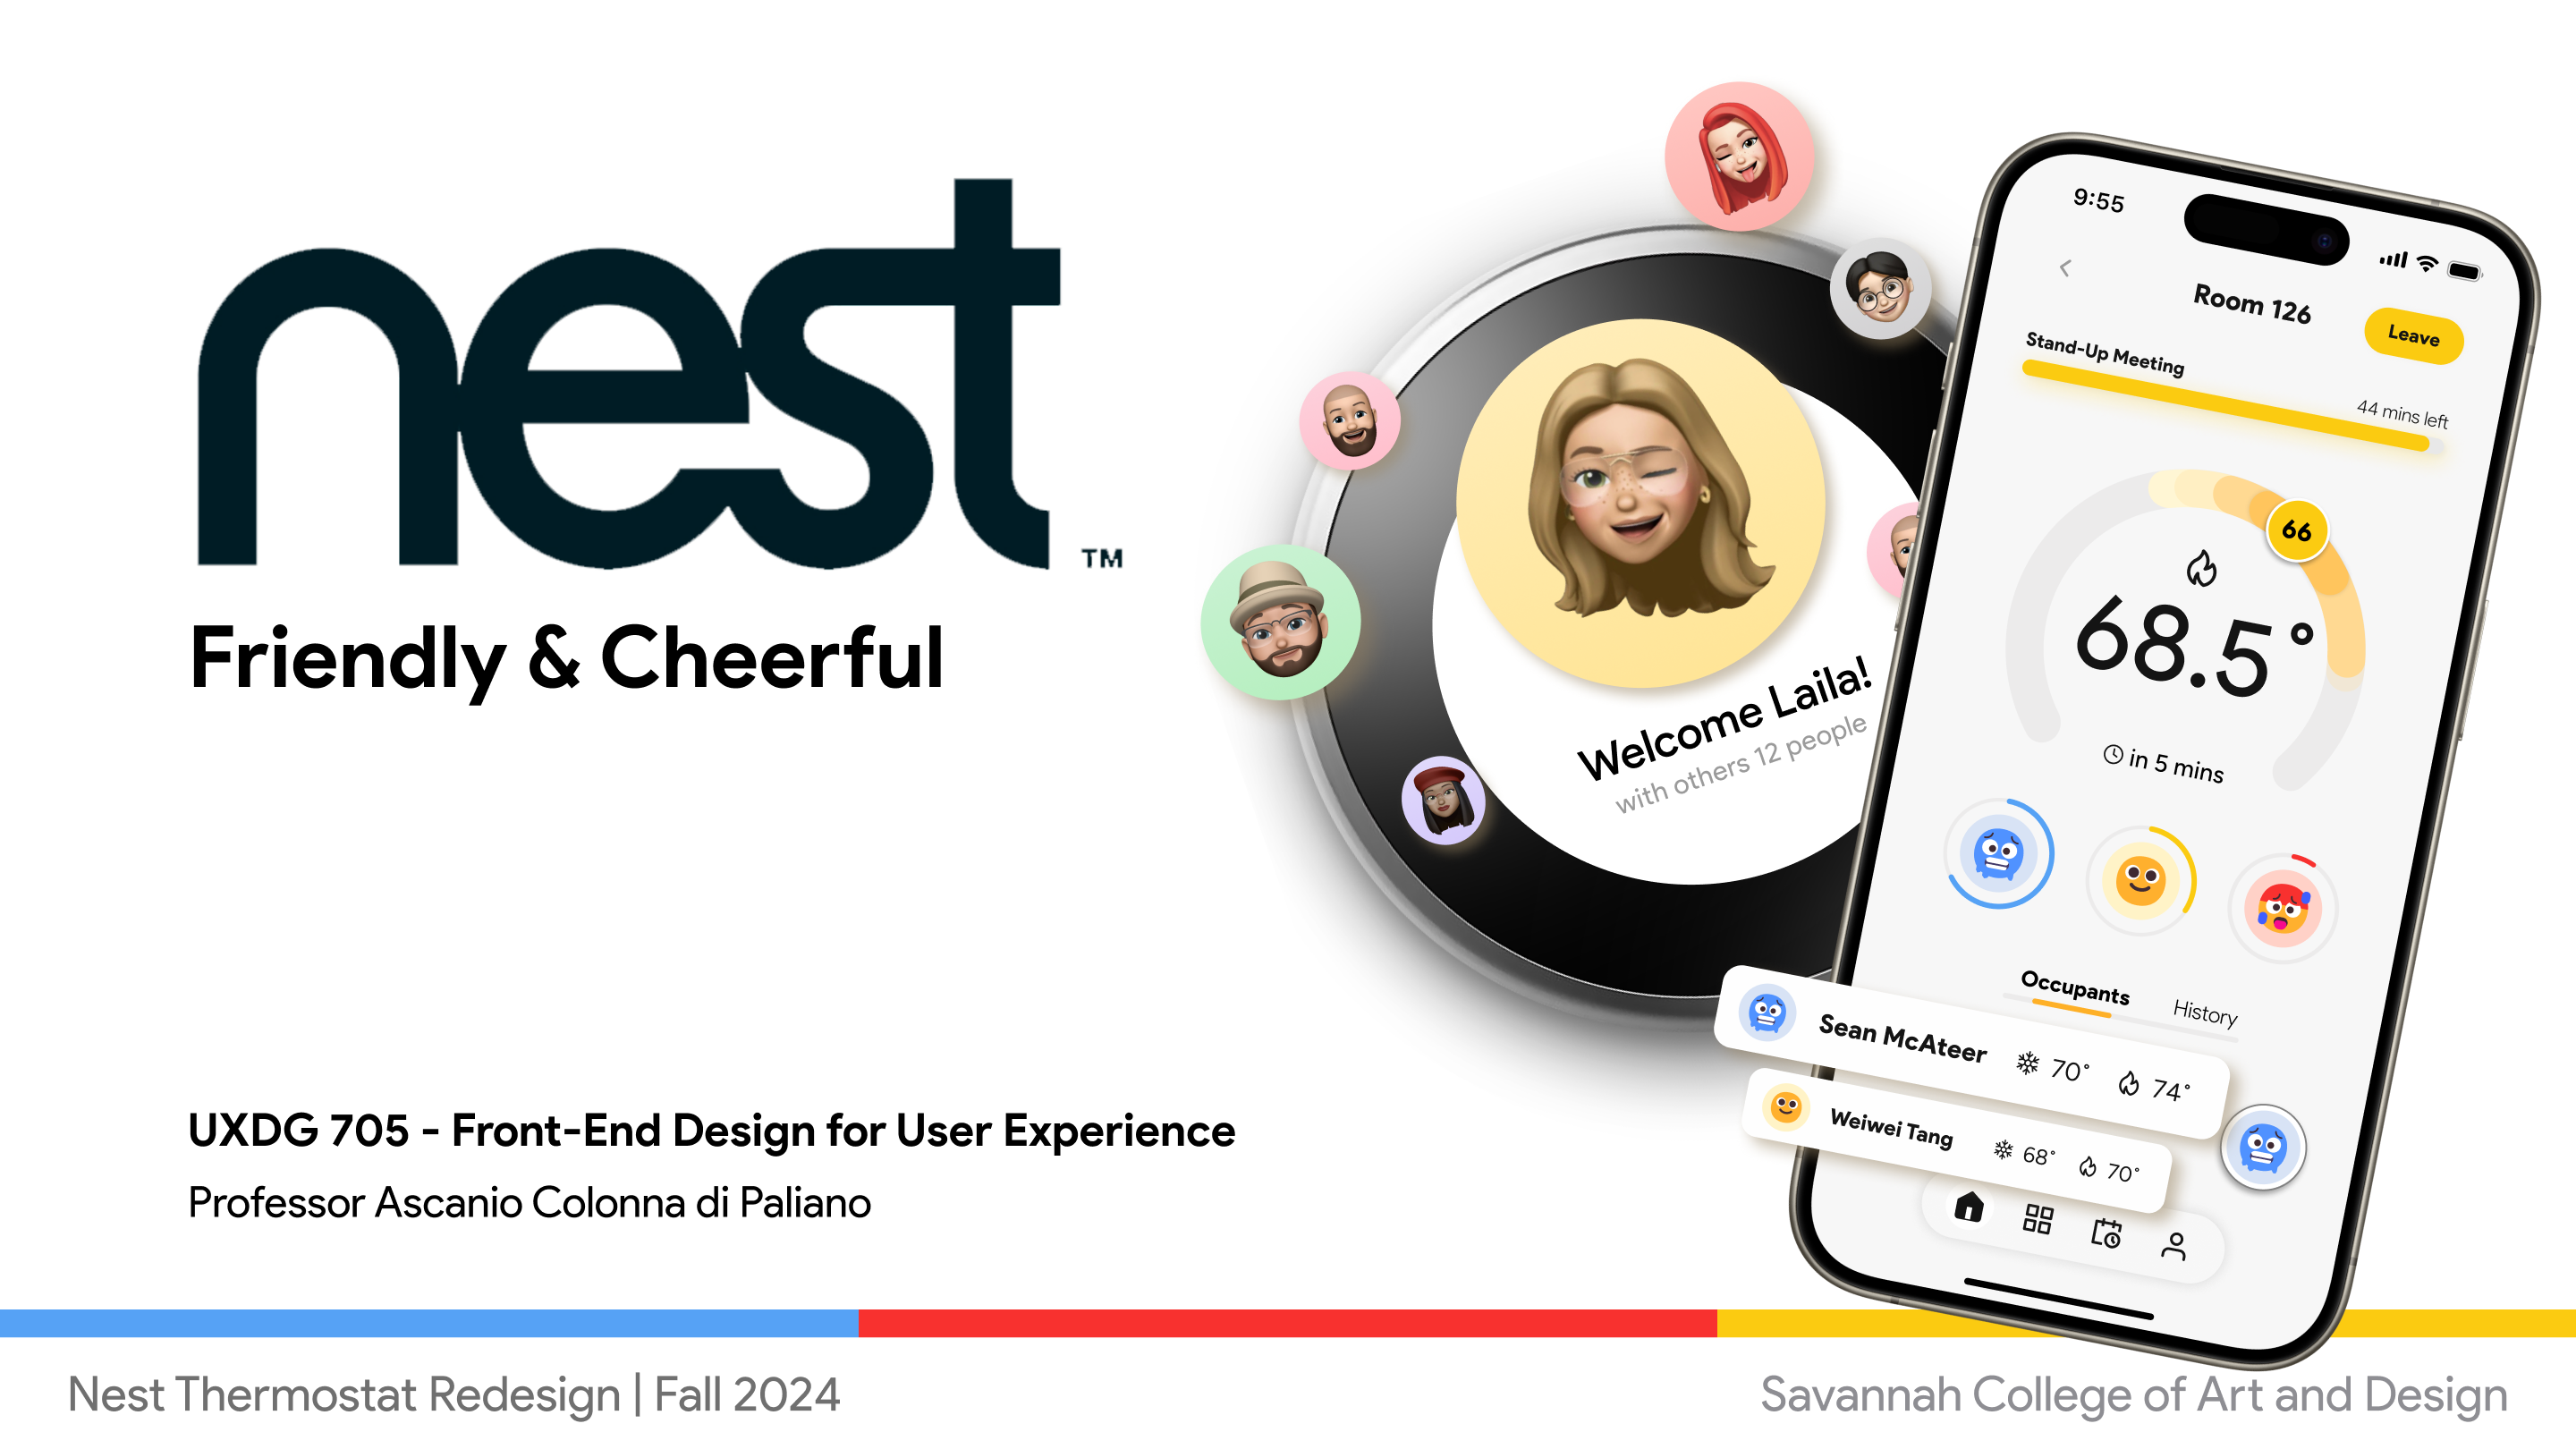 nest
TM
Friendly & Cheerful
UXDG 705 - Front-End Design for User Experience
Professor Ascanio Colonna di Paliano
Welcome Laila!
with others 12 people
9:55
Room 126
Leave
Stand-Up Meeting
44 mins left
66
68.5°
in 5 mins
Occupants
History
Sean McAteer 70° 74°
Weiwei Tang 68° 70°
Nest Thermostat Redesign | Fall 2024
Savannah College of Art and Design